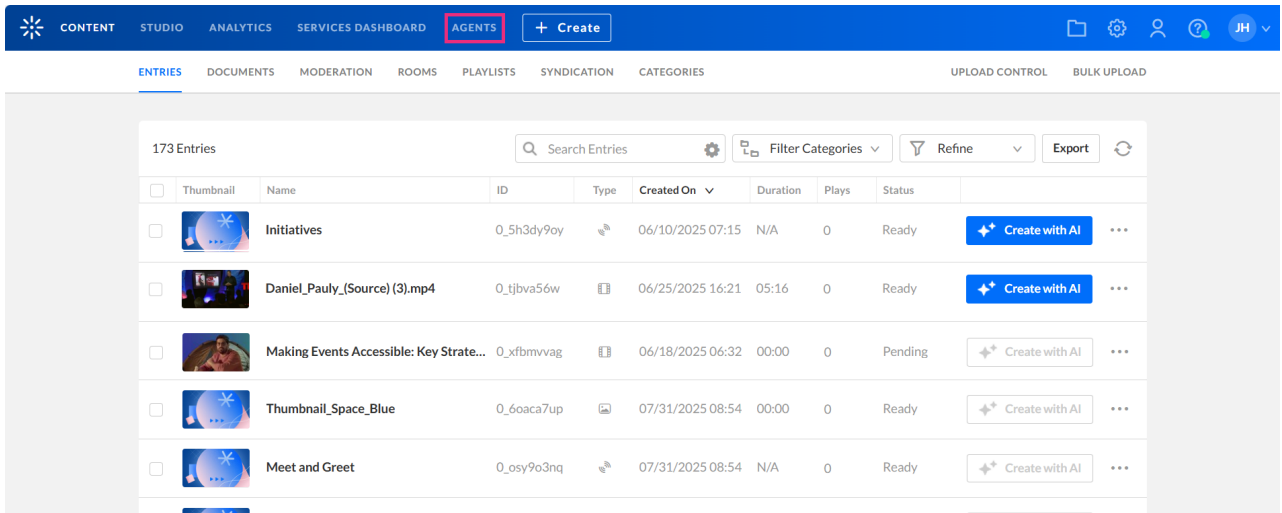 CONTENT STUDIO ANALYTICS SERVICES DASHBOARD AGENTS + Create JH
ENTRIES DOCUMENTS MODERATION ROOMS PLAYLISTS SYNDICATION CATEGORIES UPLOAD CONTROL BULK UPLOAD
173 Entries Search Entries Filter Categories Refine Export
Thumbnail Name ID Type Created On Duration Plays Status
Initiatives 0_5h3dy9oy 06/10/2025 07:15 N/A 0 Ready Create with AI
Daniel_Pauly_(Source) (3).mp4 0_tjbva56w 06/25/2025 16:21 05:16 0 Ready Create with AI
Making Events Accessible: Key Strate... 0_xfbmvvag 06/18/2025 06:32 00:00 0 Pending Create with AI
Thumbnail_Space_Blue 0_6oaca7up 07/31/2025 08:54 00:00 0 Ready Create with AI
Meet and Greet 0_osy9o3nq 07/31/2025 08:54 N/A 0 Ready Create with AI